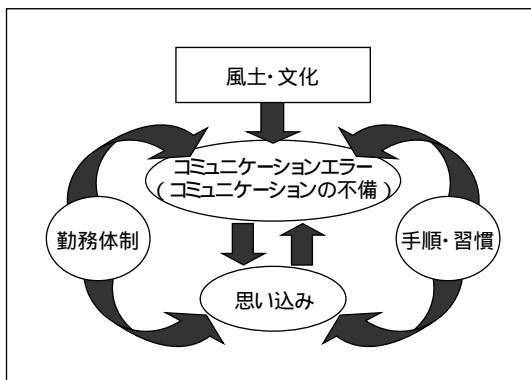 風土・文化
コミュニケーションエラー
(コミュニケーションの不備)
勤務体制
手順・習慣
思い込み